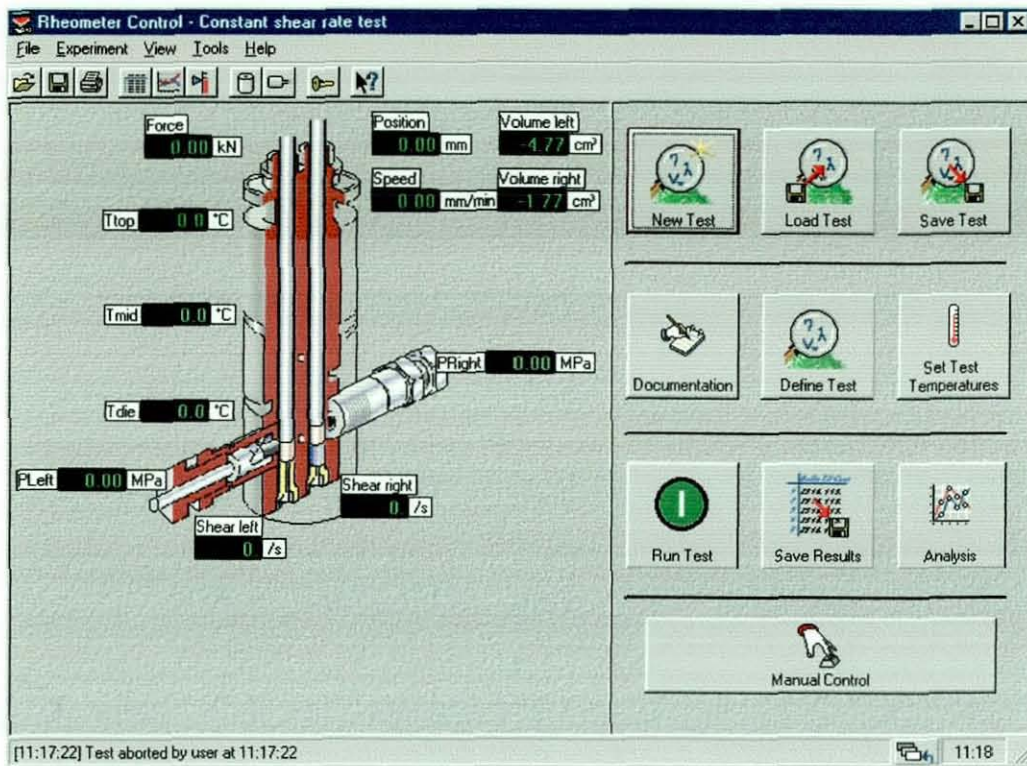 Rheometer Control - Constant shear rate test
File Experiment View Tools Help
Force
0.00 kN
Position
0.00 mm
Volume left
-4.77 cm³
Speed
0.00 mm/min
Volume right
-1.77 cm³
Ttop 0.0 °C
Tmid 0.0 °C
Tdie 0.0 °C
PRight 0.00 MPa
PLeft 0.00 MPa
Shear right
0 /s
Shear left
0 /s
New Test
Load Test
Save Test
Documentation
Define Test
Set Test
Temperatures
Run Test
Save Results
Analysis
Manual Control
[11:17:22] Test aborted by user at 11:17:22
11:18